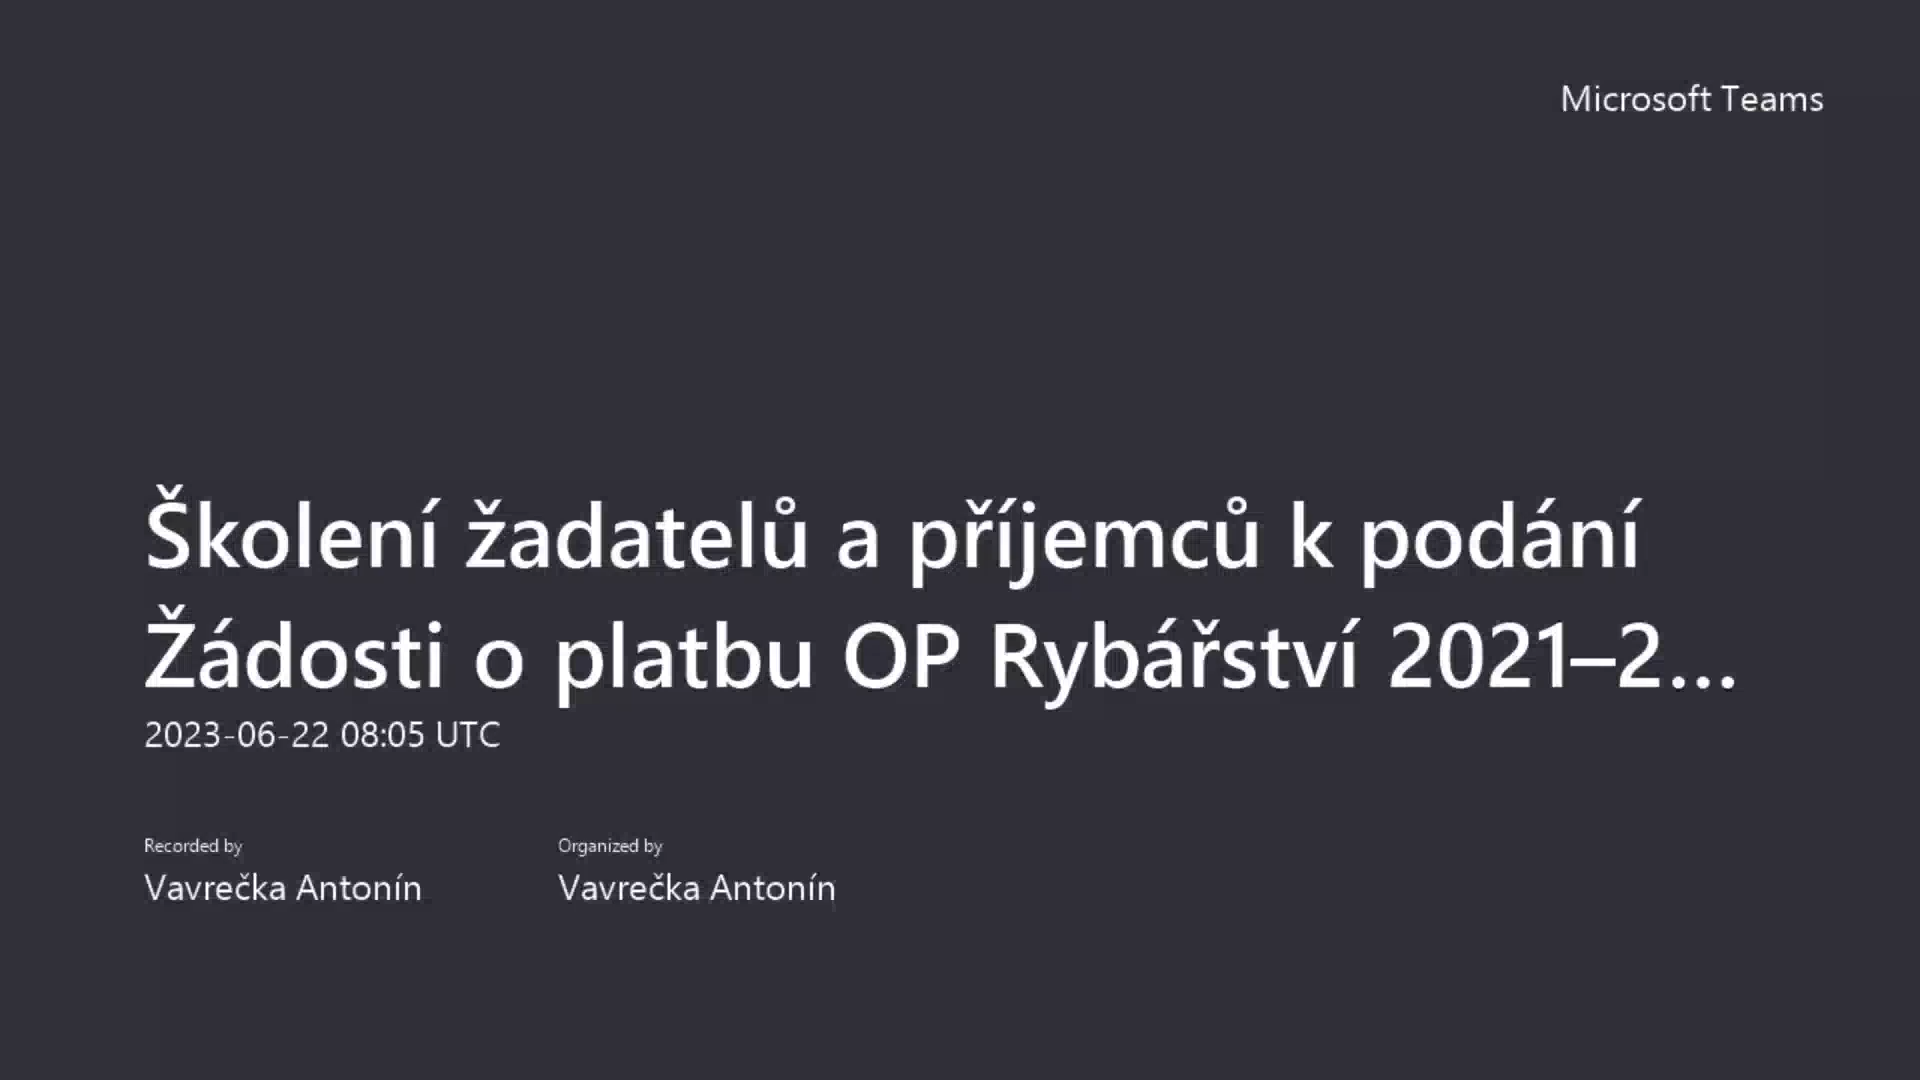 Microsoft Teams
Školení žadatelů a příjemců k podání
Žádosti o platbu OP Rybářství 2021–2...
2023-06-22 08:05 UTC
Recorded by
Organized by
Vavrečka Antonín
Vavrečka Antonín